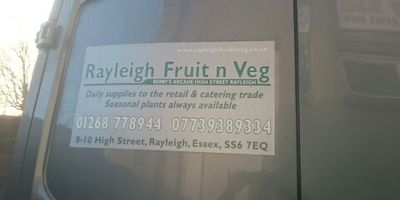 www.rayleighfruitnveg.co.uk
Rayleigh Fruit n Veg
BERRY'S ARCADE HIGH STREET RAYLEIGH
Daily supplies to the retail & catering trade
Seasonal plants always available
01268 778944 07739389334
8-10 High Street, Rayleigh, Essex, SS6 7EQ